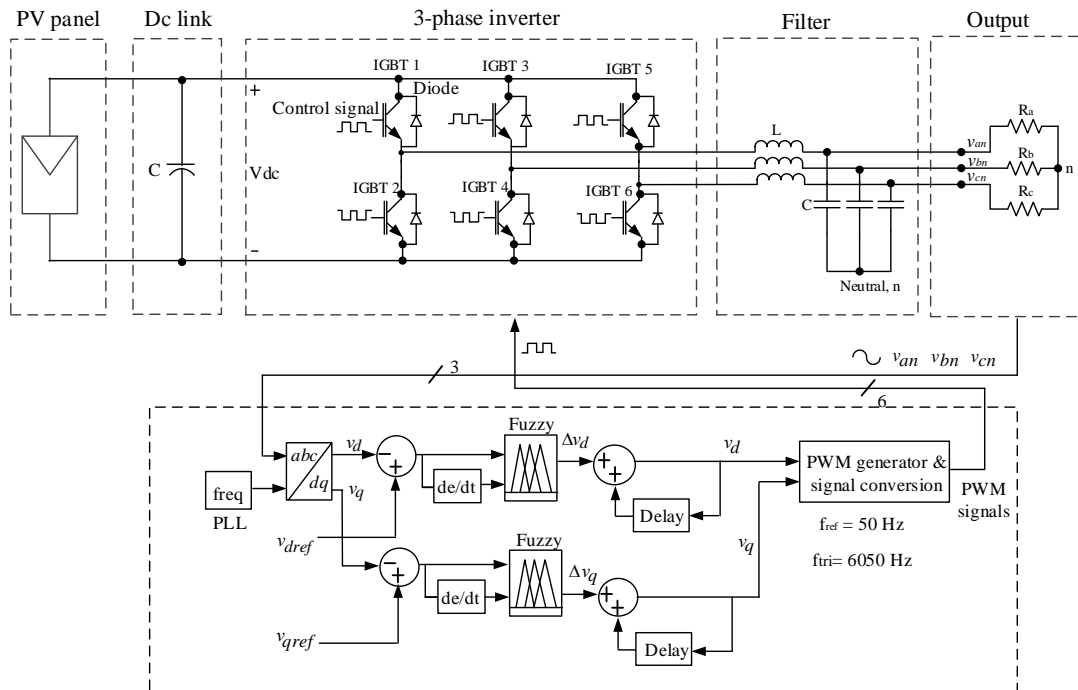 PV panel
Dc link
3-phase inverter
Filter
Output
IGBT 1
IGBT 3
IGBT 5
Diode
Control signal
+
C
Vdc
−
IGBT 2
IGBT 4
IGBT 6
L
C
Neutral, n
van
vbn
vcn
Ra
Rb
Rc
n
3
van vbn vcn
6
abc
dq
freq
PLL
vd
vq
−
+
vdref
de/dt
Fuzzy
Δvd
+
+
Delay
vd
PWM generator &
signal conversion
PWM
signals
fref = 50 Hz
ftri= 6050 Hz
−
+
vqref
de/dt
Fuzzy
Δvq
+
+
Delay
vq